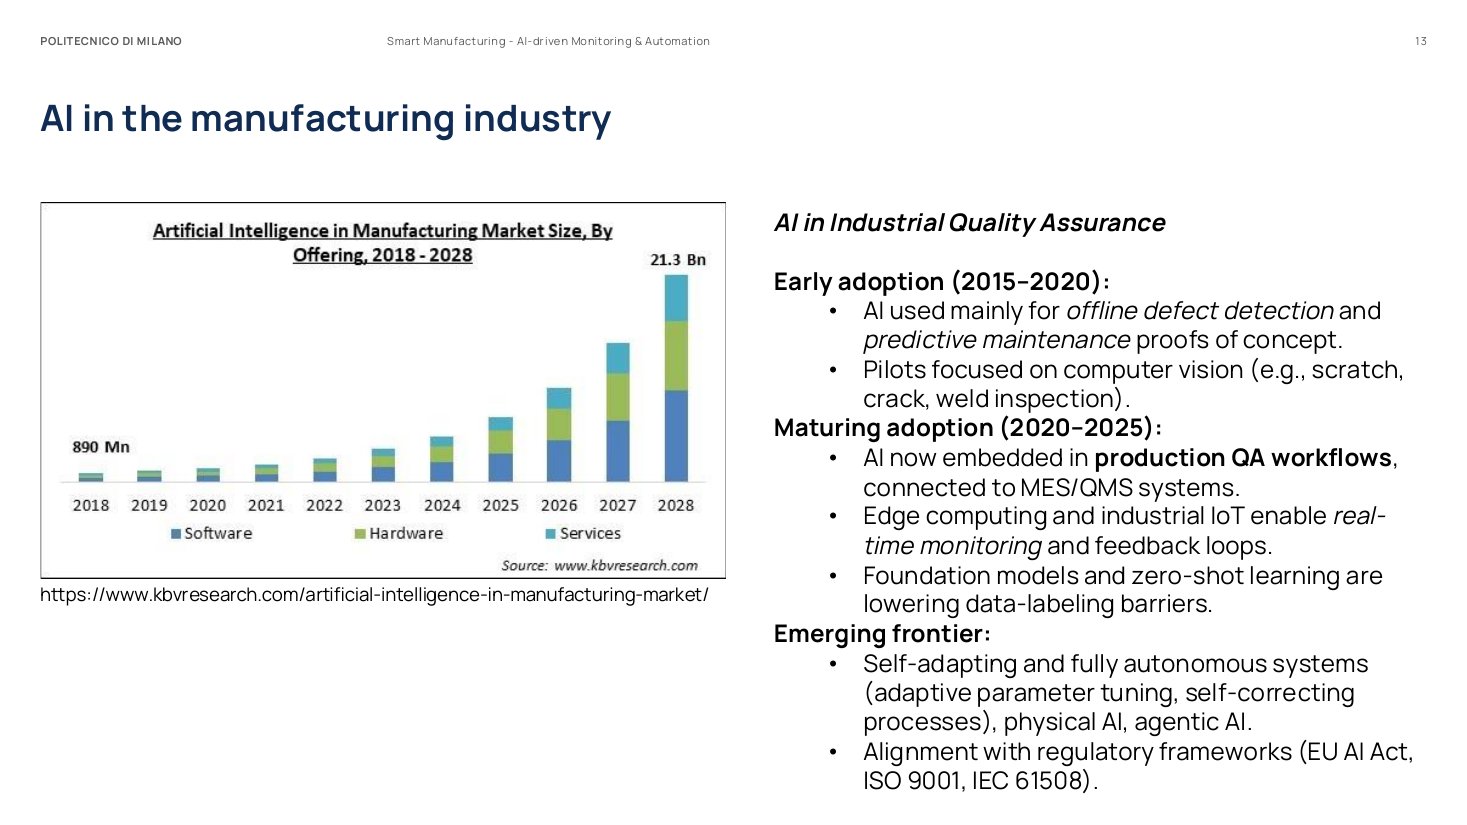 POLITECNICO DI MILANO
Smart Manufacturing - AI-driven Monitoring & Automation
13
AI in the manufacturing industry
Artificial Intelligence in Manufacturing Market Size, By
Offering, 2018 - 2028
21.3 Bn
890 Mn
2018 2019 2020 2021 2022 2023 2024 2025 2026 2027 2028
Software Hardware Services
Source: www.kbvresearch.com
https://www.kbvresearch.com/artificial-intelligence-in-manufacturing-market/
AI in Industrial Quality Assurance
Early adoption (2015–2020):
• AI used mainly for offline defect detection and
predictive maintenance proofs of concept.
• Pilots focused on computer vision (e.g., scratch,
crack, weld inspection).
Maturing adoption (2020–2025):
• AI now embedded in production QA workflows,
connected to MES/QMS systems.
• Edge computing and industrial IoT enable real-
time monitoring and feedback loops.
• Foundation models and zero-shot learning are
lowering data-labeling barriers.
Emerging frontier:
• Self-adapting and fully autonomous systems
(adaptive parameter tuning, self-correcting
processes), physical AI, agentic AI.
• Alignment with regulatory frameworks (EU AI Act,
ISO 9001, IEC 61508).